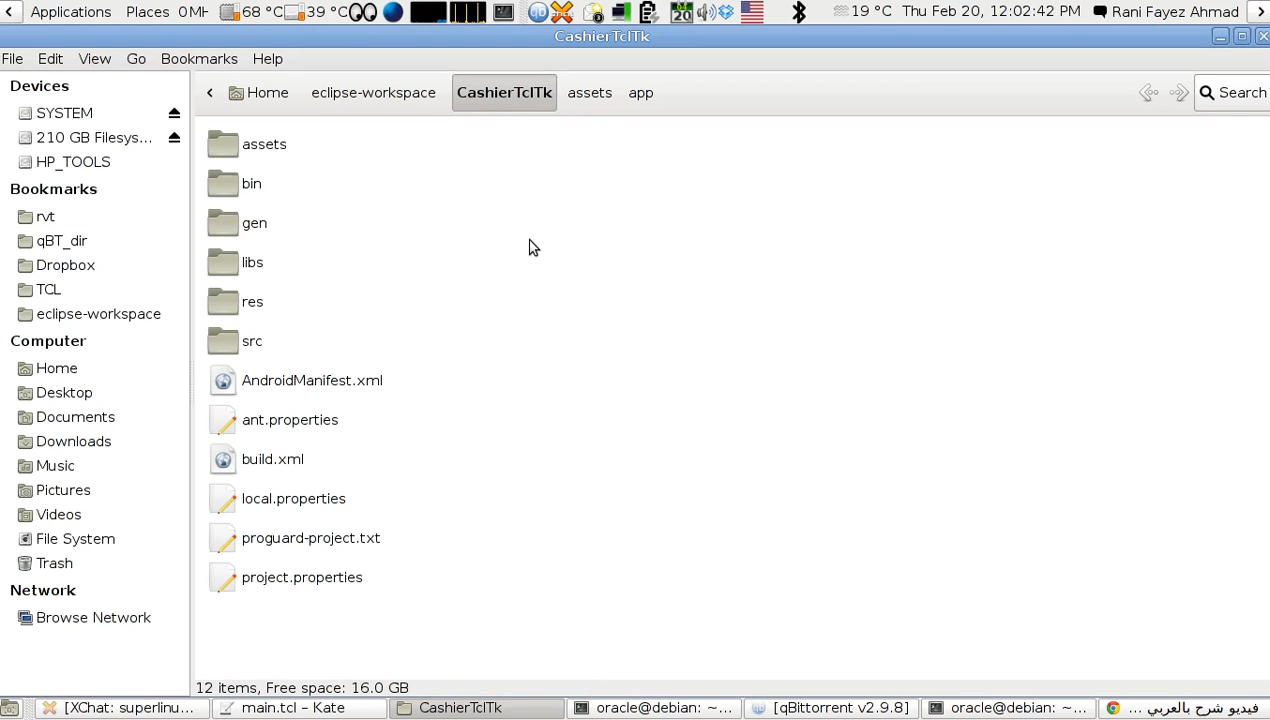 Applications Places 0MH 68 °C 39 °C 19 °C Thu Feb 20, 12:02:42 PM Rani Fayez Ahmad
CashierTclTk
File Edit View Go Bookmarks Help
Devices
SYSTEM
210 GB Filesys...
HP_TOOLS
Bookmarks
rvt
qBT_dir
Dropbox
TCL
eclipse-workspace
Computer
Home
Desktop
Documents
Downloads
Music
Pictures
Videos
File System
Trash
Network
Browse Network
Home eclipse-workspace CashierTclTk assets app Search
assets
bin
gen
libs
res
src
AndroidManifest.xml
ant.properties
build.xml
local.properties
proguard-project.txt
project.properties
12 items, Free space: 16.0 GB
[XChat: superlinu... main.tcl – Kate CashierTclTk oracle@debian: ~... [qBittorrent v2.9.8] oracle@debian: ~... فيديو شرح بالعربي ...